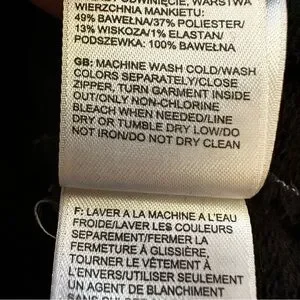 PODWINIĘCIE, WARSTWA
WIERZCHNIA MANKIETU:
49% BAWEŁNA/37% POLIESTER/
13% WISKOZA/1% ELASTAN/
PODSZEWKA: 100% BAWEŁNA
GB: MACHINE WASH COLD/WASH
COLORS SEPARATELY/CLOSE
ZIPPER, TURN GARMENT INSIDE
OUT/ONLY NON-CHLORINE
BLEACH WHEN NEEDED/LINE
DRY OR TUMBLE DRY LOW/DO
NOT IRON/DO NOT DRY CLEAN
F: LAVER A LA MACHINE A L'EAU
FROIDE/LAVER LES COULEURS
SEPAREMENT/FERMER LA
FERMETURE À GLISSIÈRE,
TOURNER LE VÊTEMENT À
L'ENVERS/UTILISER SEULEMENT
UN AGENT DE BLANCHIMENT